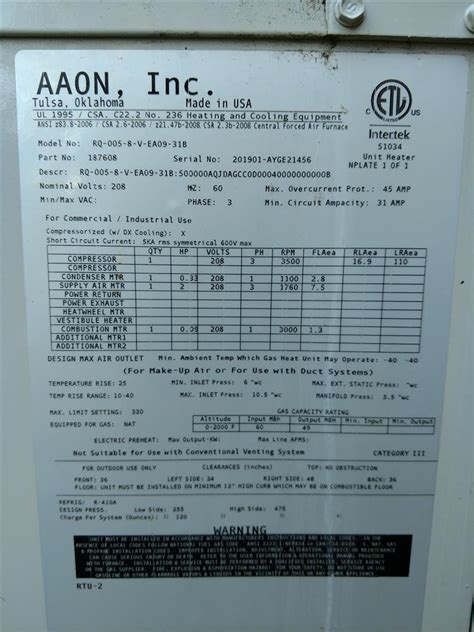 AAON, Inc.
Tulsa, Oklahoma Made in USA
UL 1995 / CSA. C22.2 No. 236 Heating and Cooling Equipment
ANSI z83.8-2006 / CSA 2.6-2006 / z21.47b-2008 CSA 2.3b-2008 Central Forced Air Furnace
C ETL US
Intertek
51034
Unit Heater
NPLATE 1 OF 1
Model No: RQ-005-8-V-EA09-31B
Part No: 187608 Serial No: 201901-AYGE21456
Descr: RQ-005-8-V-EA09-31B:
Nominal Volts: 208 HZ: 60 Max. Overcurrent Prot.: 45 AMP
Min/Max VAC: PHASE: 3 Min. Circuit Ampacity: 31 AMP
For Commercial / Industrial Use
Compressorized (w/ DX Cooling): X
Short Circuit Current: 5KA rms symmetrical 600V max
QTY HP VOLTS PH RPM FLAea RLAea LRAea
COMPRESSOR 1 208 3 3500 16.9 110
COMPRESSOR
CONDENSER MTR 1 0.33 208 1 1100 2.8
SUPPLY AIR MTR 1 2 208 3 1760 7.5
POWER RETURN
POWER EXHAUST
HEATWHEEL MTR
VESTIBULE HEATER
COMBUSTION MTR 1 0.09 208 1 3000 1.3
ADDITIONAL MTR1
ADDITIONAL MTR2
DESIGN MAX AIR OUTLET Min. Ambient Temp Which Gas Heat Unit May Operate: -40 -40
(For Make-Up Air or For Use with Duct Systems)
TEMPERATURE RISE: 25 MIN. INLET PRESS: 6 "wc MAX. EXT. STATIC PRESS: "wc
TEMP RISE RANGE: 10-40 MAX. INLET PRESS: 10.5 "wc MANIFOLD PRESS: 3.5 "wc
MAX. LIMIT SETTING: 330 GAS CAPACITY RATING
EQUIPPED FOR GAS: NAT
Altitude Input MBH Output MBH Min. Input Min. Output
0-2000 F 60
ELECTRIC PREHEAT: Max Output-KW: Max Line APMS:
Not Suitable for Use with Conventional Venting System CATEGORY III
FOR OUTDOOR USE ONLY CLEARANCES (inches) TOP: NO OBSTRUCTION
FRONT: 36 LEFT SIDE: 24 RIGHT SIDE: 48 BACK: 36
FLOOR: UNIT MUST BE INSTALLED ON MINIMUM 12" HIGH CURB WHICH MAY BE ON COMBUSTIBLE FLOOR
REFRIG: R-410A
DESIGN PRESS. Low Side: 255 High Side: 475
Charge Per System (Ounces): 120
WARNING
UNIT MUST BE INSTALLED IN ACCORDANCE WITH
RTU-2